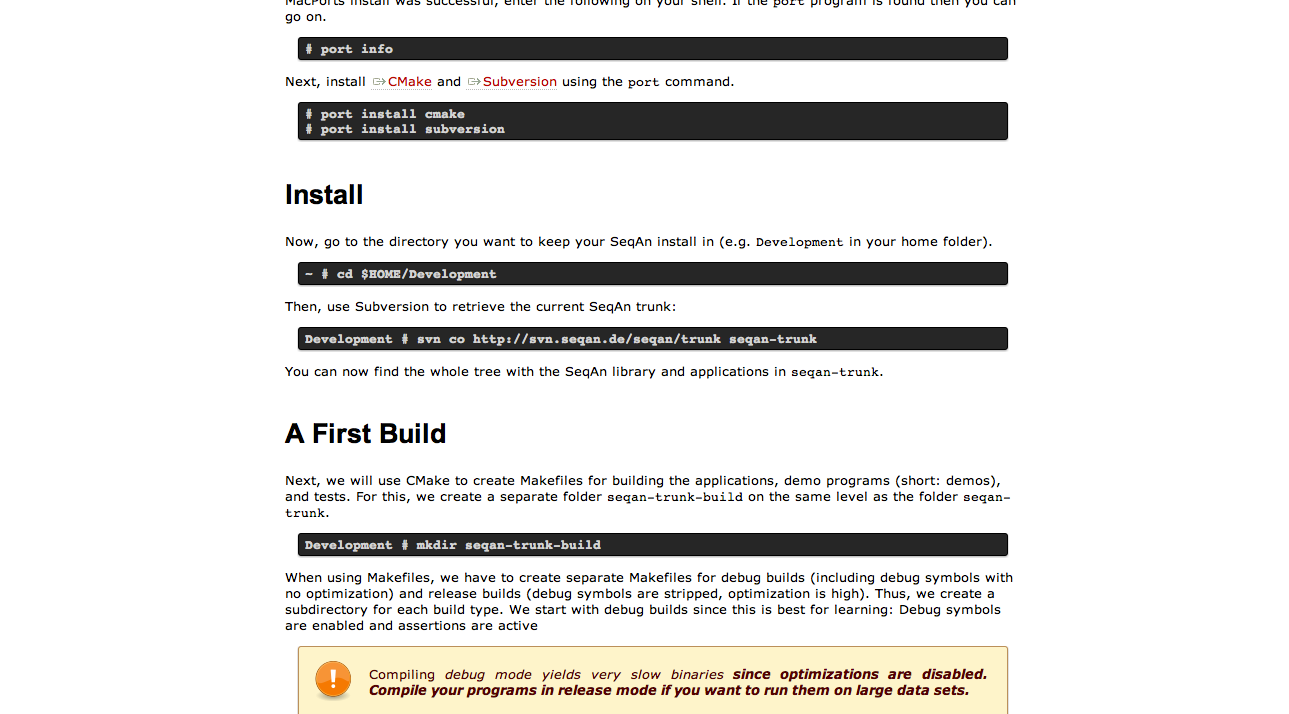 MacPorts install was successful, enter the following on your shell. If the port program is found then you can
go on.
# port info
Next, install CMake and Subversion using the port command.
# port install cmake
# port install subversion
Install
Now, go to the directory you want to keep your SeqAn install in (e.g. Development in your home folder).
~ # cd $HOME/Development
Then, use Subversion to retrieve the current SeqAn trunk:
Development # svn co http://svn.seqan.de/seqan/trunk seqan-trunk
You can now find the whole tree with the SeqAn library and applications in seqan-trunk.
A First Build
Next, we will use CMake to create Makefiles for building the applications, demo programs (short: demos),
and tests. For this, we create a separate folder seqan-trunk-build on the same level as the folder seqan-
trunk.
Development # mkdir seqan-trunk-build
When using Makefiles, we have to create separate Makefiles for debug builds (including debug symbols with
no optimization) and release builds (debug symbols are stripped, optimization is high). Thus, we create a
subdirectory for each build type. We start with debug builds since this is best for learning: Debug symbols
are enabled and assertions are active
Compiling debug mode yields very slow binaries since optimizations are disabled.
Compile your programs in release mode if you want to run them on large data sets.